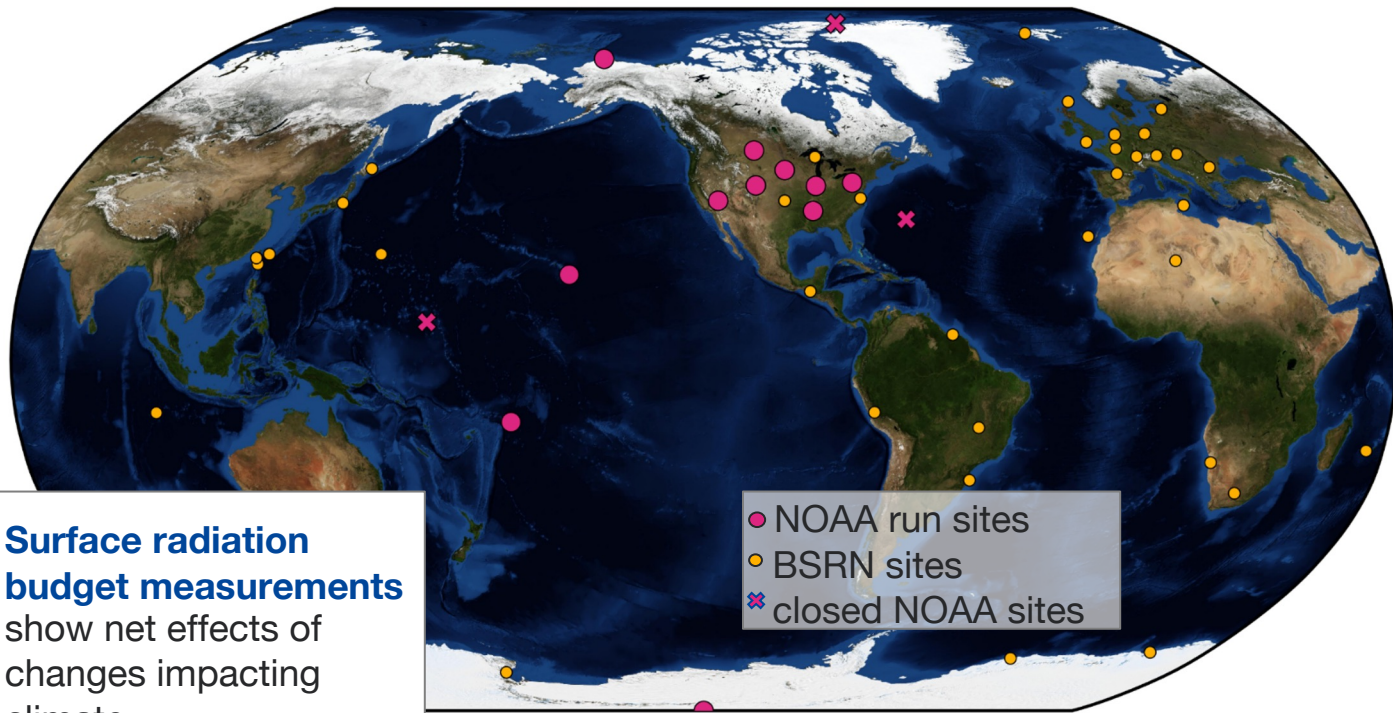 Surface radiation
budget measurements
show net effects of
changes impacting
NOAA run sites
BSRN sites
closed NOAA sites